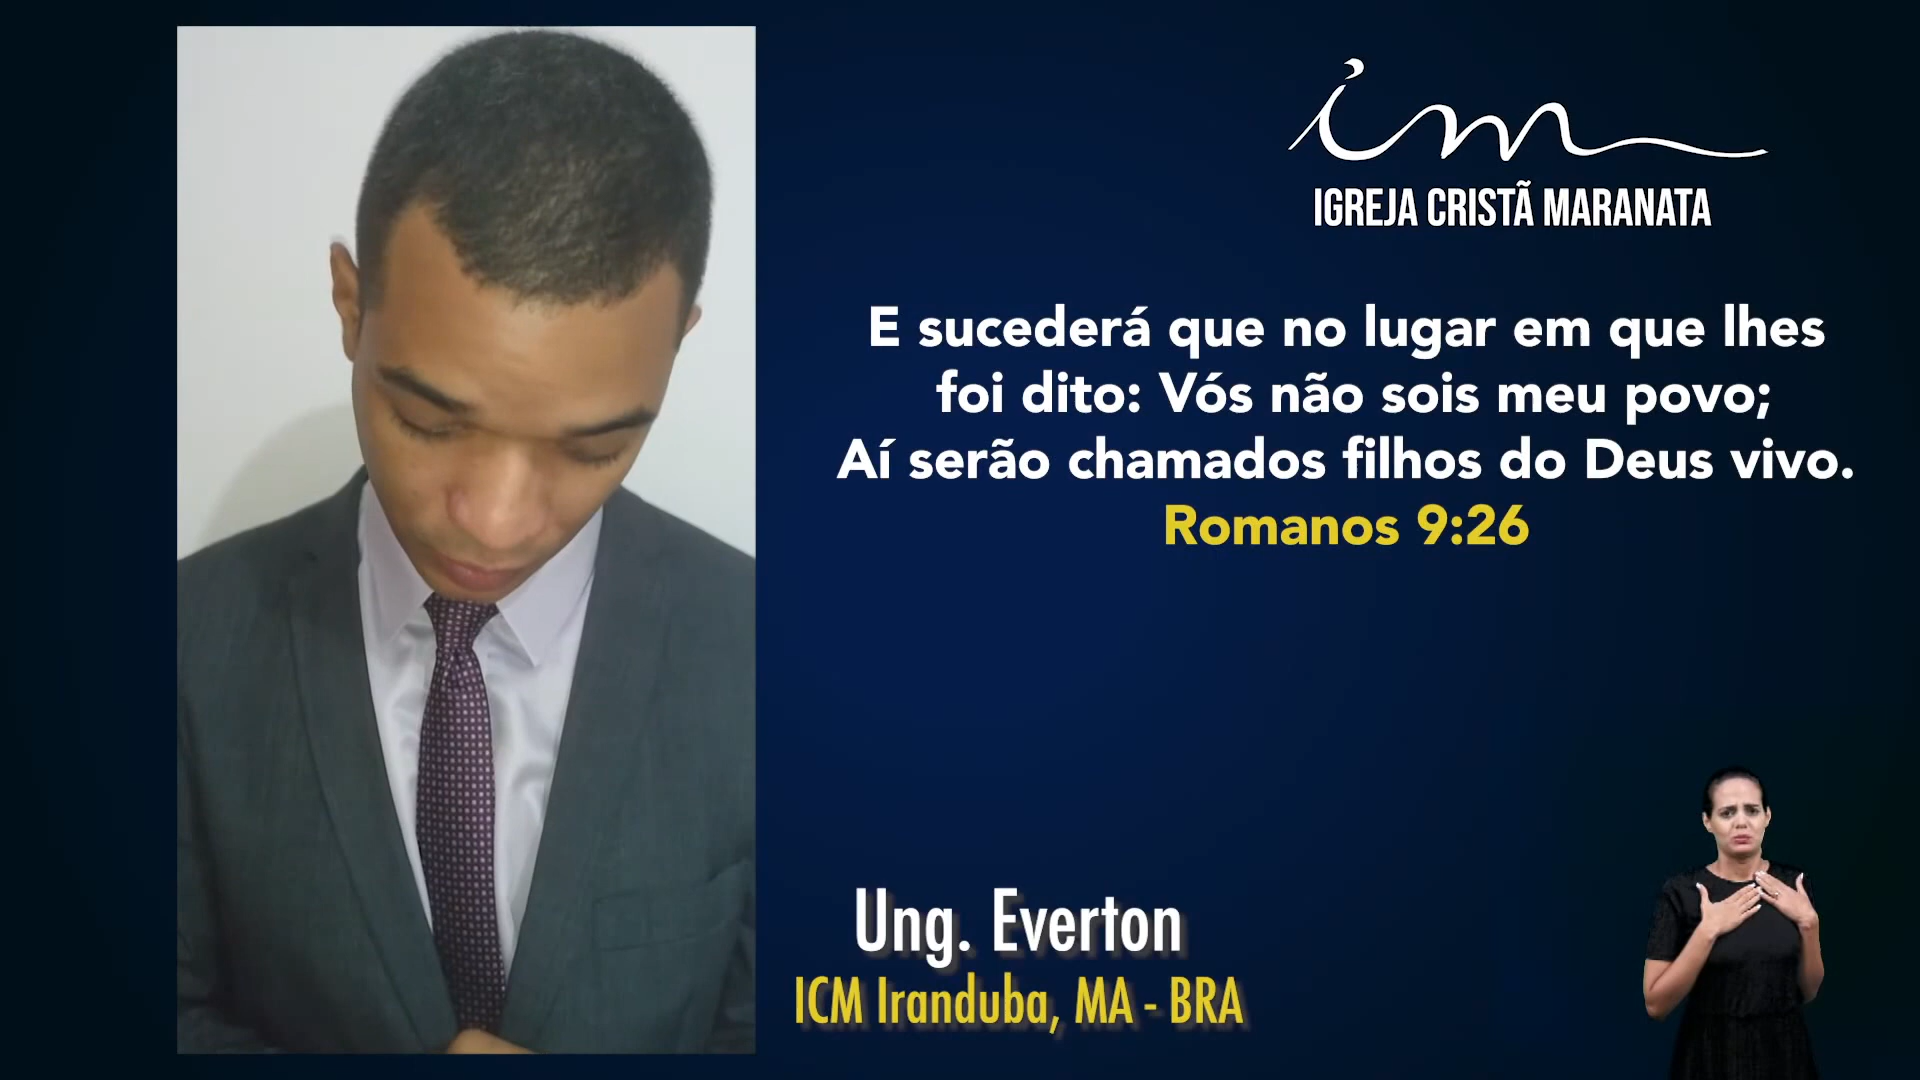 im
IGREJA CRISTÃ MARANATA
E sucederá que no lugar em que lhes
foi dito: Vós não sois meu povo;
Aí serão chamados filhos do Deus vivo.
Romanos 9:26
Ung. Everton
ICM Iranduba, MA - BRA